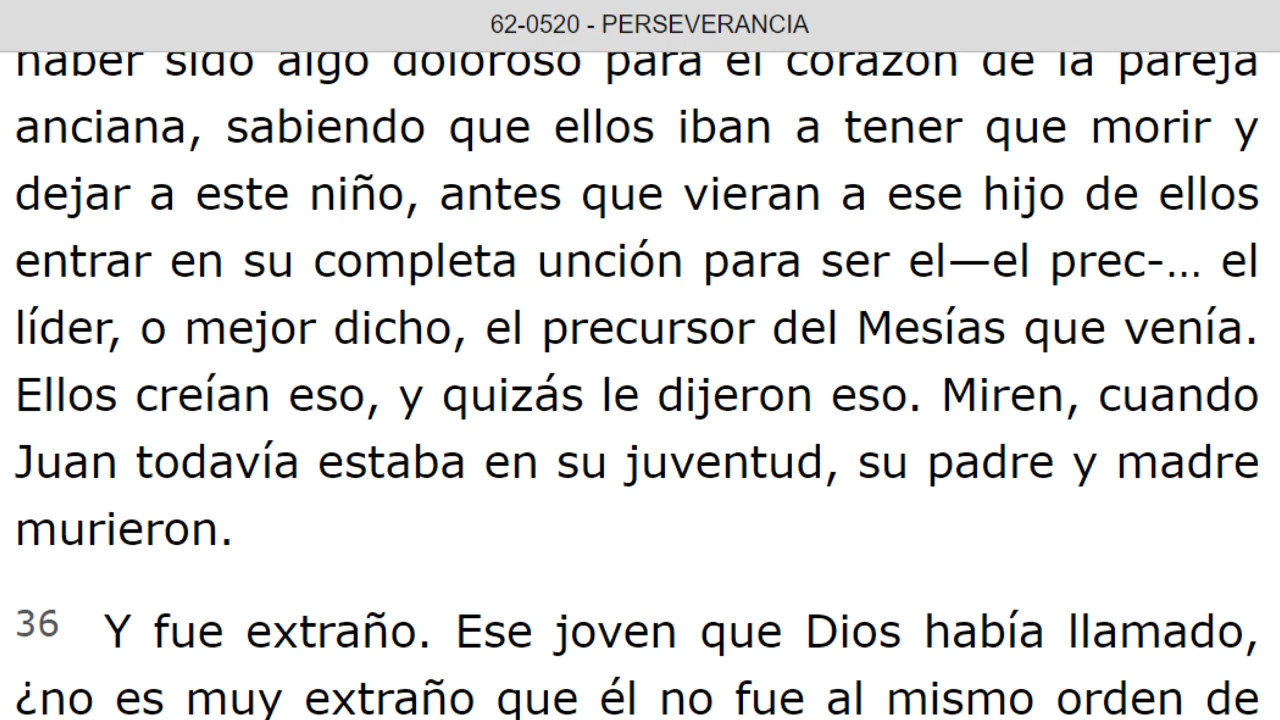 62-0520 - PERSEVERANCIA
haber sido algo doloroso para el corazón de la pareja
anciana, sabiendo que ellos iban a tener que morir y
dejar a este niño, antes que vieran a ese hijo de ellos
entrar en su completa unción para ser el—el prec-... el
líder, o mejor dicho, el precursor del Mesías que venía.
Ellos creían eso, y quizás le dijeron eso. Miren, cuando
Juan todavía estaba en su juventud, su padre y madre
murieron.
36 Y fue extraño. Ese joven que Dios había llamado,
¿no es muy extraño que él no fue al mismo orden de